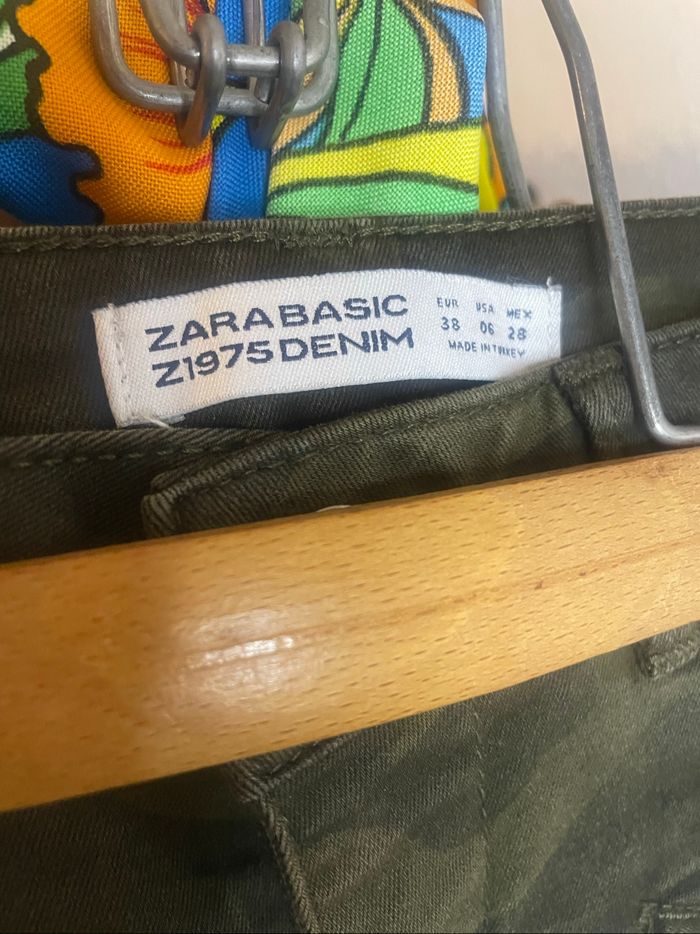 ZARA BASIC
Z1975 DENIM
EUR USA MEX
38 06 28
MADE IN TURKEY